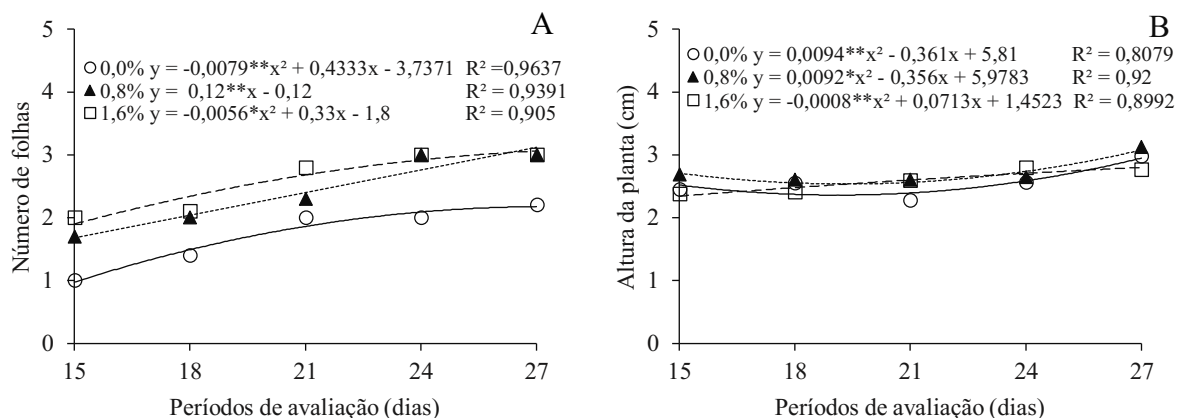 A
5
○ 0,0% y = -0,0079**x² + 0,4333x - 3,7371 R² =0,9637
▲ 0,8% y = 0,12**x - 0,12 R² = 0,9391
□ 1,6% y = -0,0056*x² + 0,33x - 1,8 R² = 0,905
4
3
2
1
0
Número de folhas
15 18 21 24 27
Períodos de avaliação (dias)
B
5
○ 0,0% y = 0,0094**x² - 0,361x + 5,81 R² = 0,8079
▲ 0,8% y = 0,0092*x² - 0,356x + 5,9783 R² = 0,92
□ 1,6% y = -0,0008**x² + 0,0713x + 1,4523 R² = 0,8992
4
3
2
1
0
Altura da planta (cm)
15 18 21 24 27
Períodos de avaliação (dias)